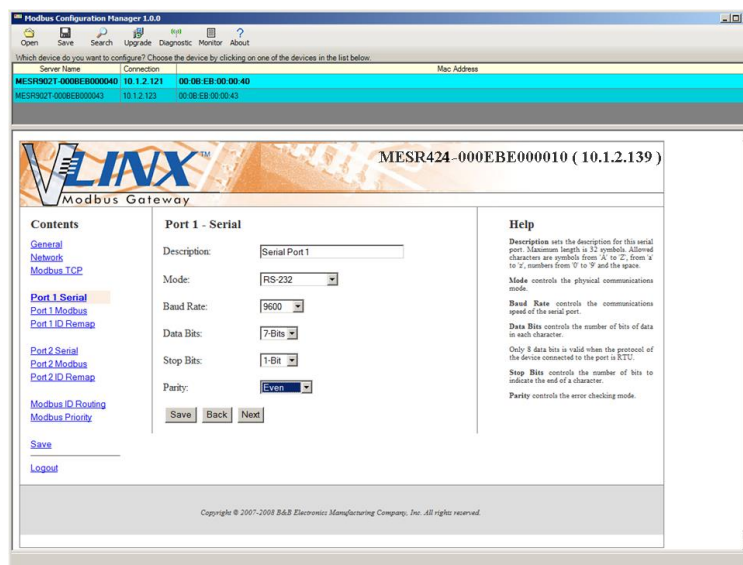 Modbus Configuration Manager 1.0.0
Open Save Search Upgrade Diagnostic Monitor About
Which device do you want to configure? Choose the device by clicking on one of the devices in the list below.
Server Name Connection Mac Address
MESR902T-000BEB000040 10.1.2.121 00:0B:EB:00:00:40
MESR902T-000BEB000043 10.1.2.123 00:0B:EB:00:00:43
VLINX TM
Modbus Gateway
MESR424-000EBE000010 ( 10.1.2.139 )
Contents
General
Network
Modbus TCP
Port 1 Serial
Port 1 Modbus
Port 1 ID Remap
Port 2 Serial
Port 2 Modbus
Port 2 ID Remap
Modbus ID Routing
Modbus Priority
Save
Logout
Port 1 - Serial
Description: Serial Port 1
Mode: RS-232
Baud Rate: 9600
Data Bits: 7-Bits
Stop Bits: 1-Bit
Parity: Even
Save Back Next
Help
Description sets the description for this serial
port. Maximum length is 32 symbols. Allowed
characters are symbols from 'A' to 'Z', from 'a'
to 'z', numbers from '0' to '9' and the space.
Mode controls the physical communications
mode.
Baud Rate controls the communications
speed of the serial port.
Data Bits controls the number of bits of data
in each character.
Only 8 data bits is valid when the protocol of
the device connected to the port is RTU.
Stop Bits controls the number of bits to
indicate the end of a character.
Parity controls the error checking mode.
Copyright © 2007-2008 B&B Electronics Manufacturing Company, Inc. All rights reserved.